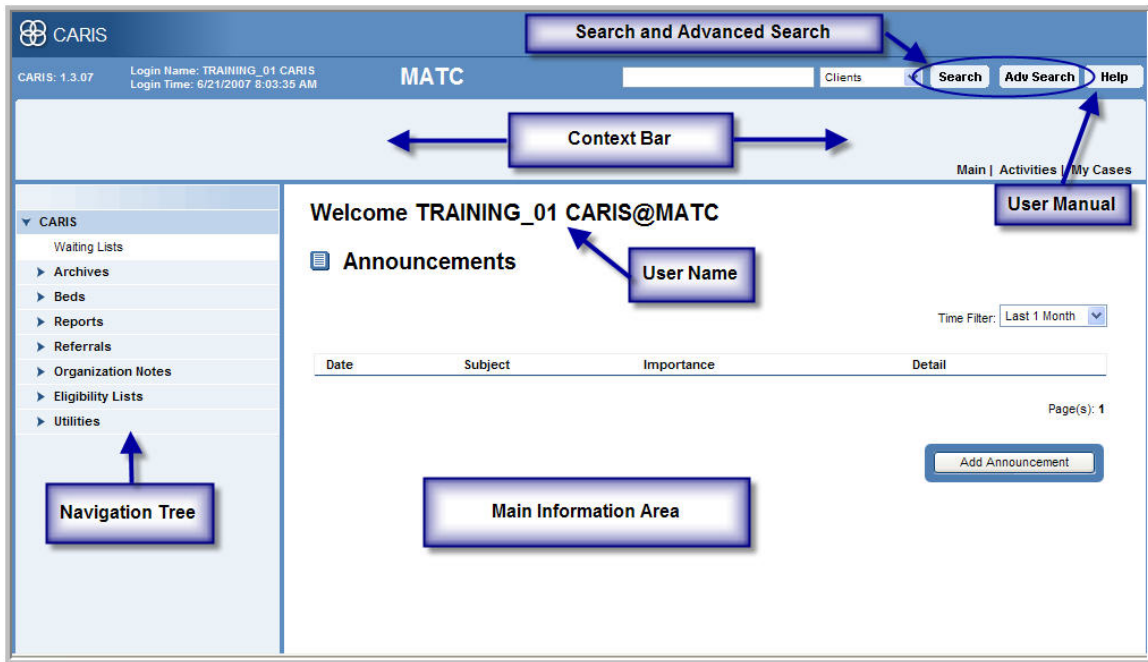 CARIS
Search and Advanced Search
CARIS: 1.3.07
Login Name: TRAINING_01 CARIS
Login Time: 6/21/2007 8:03:35 AM
MATC
Clients
Search
Adv Search
Help
Context Bar
Main | Activities | My Cases
User Manual
CARIS
Waiting Lists
Archives
Beds
Reports
Referrals
Organization Notes
Eligibility Lists
Utilities
Navigation Tree
Welcome TRAINING_01 CARIS@MATC
Announcements
User Name
Time Filter: Last 1 Month
Date Subject Importance Detail
Page(s): 1
Add Announcement
Main Information Area